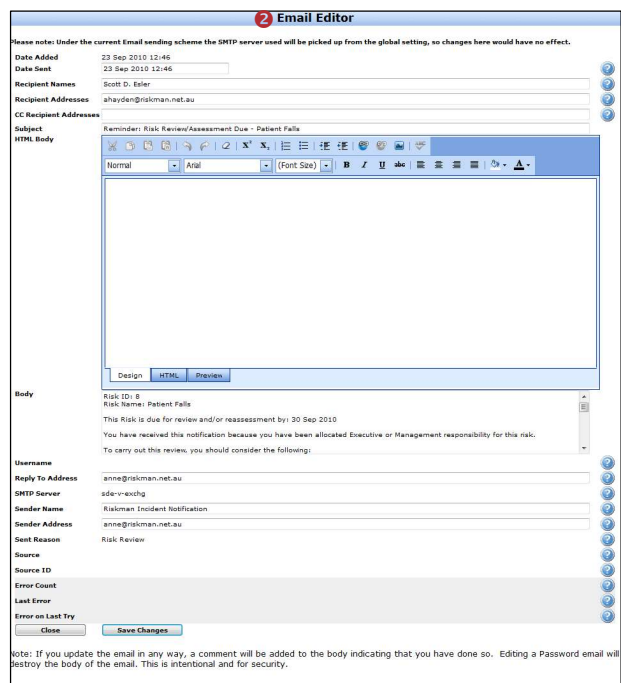 2 Email Editor
Please note: Under the current Email sending scheme the SMTP server used will be picked up from the global setting, so changes here would have no effect.
Date Added 23 Sep 2010 12:46
Date Sent 23 Sep 2010 12:46
Recipient Names Scott D. Esler
Recipient Addresses ahayden@riskman.net.au
CC Recipient Addresses
Subject Reminder: Risk Review/Assessment Due - Patient Falls
HTML Body
Normal Arial (Font Size) B I U abc A
Design HTML Preview
Body Risk ID: 8
Risk Name: Patient Falls
This Risk is due for review and/or reassessment by: 30 Sep 2010
You have received this notification because you have been allocated Executive or Management responsibility for this risk.
To carry out this review, you should consider the following:
Username
Reply To Address anne@riskman.net.au
SMTP Server sde-v-exchg
Sender Name Riskman Incident Notification
Sender Address anne@riskman.net.au
Sent Reason Risk Review
Source
Source ID
Error Count
Last Error
Error on Last Try
Close Save Changes
Note: If you update the email in any way, a comment will be added to the body indicating that you have done so. Editing a Password email will
destroy the body of the email. This is intentional and for security.